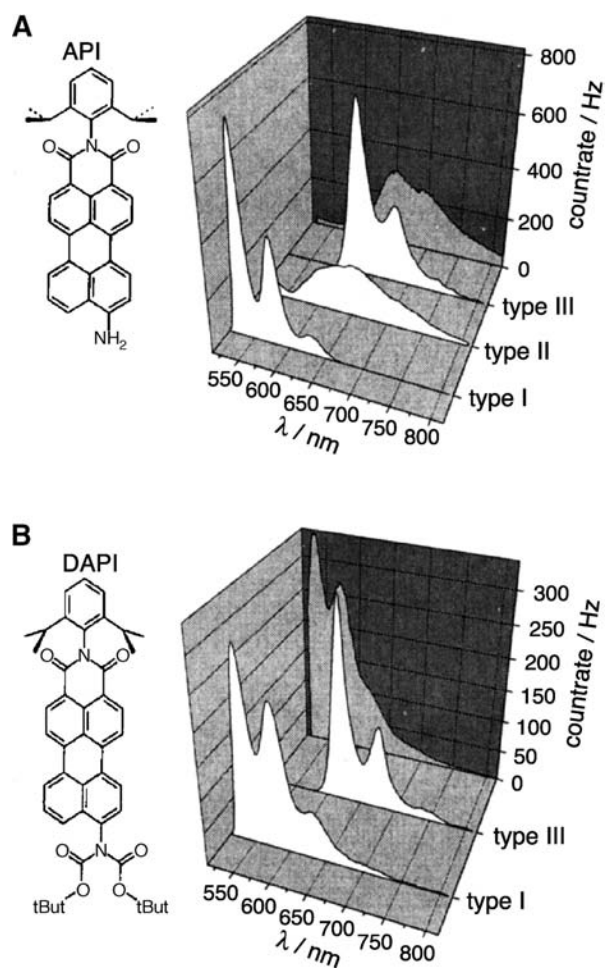 A
API
O
N
O
NH₂
800
600
400
200
0
countrate / Hz
type III
type II
type I
550
600
650
700
750
800
λ / nm
B
DAPI
O
N
O
O
N
O
O
O
tBut
tBut
300
250
200
150
100
50
0
countrate / Hz
type III
type I
550
600
650
700
750
800
λ / nm